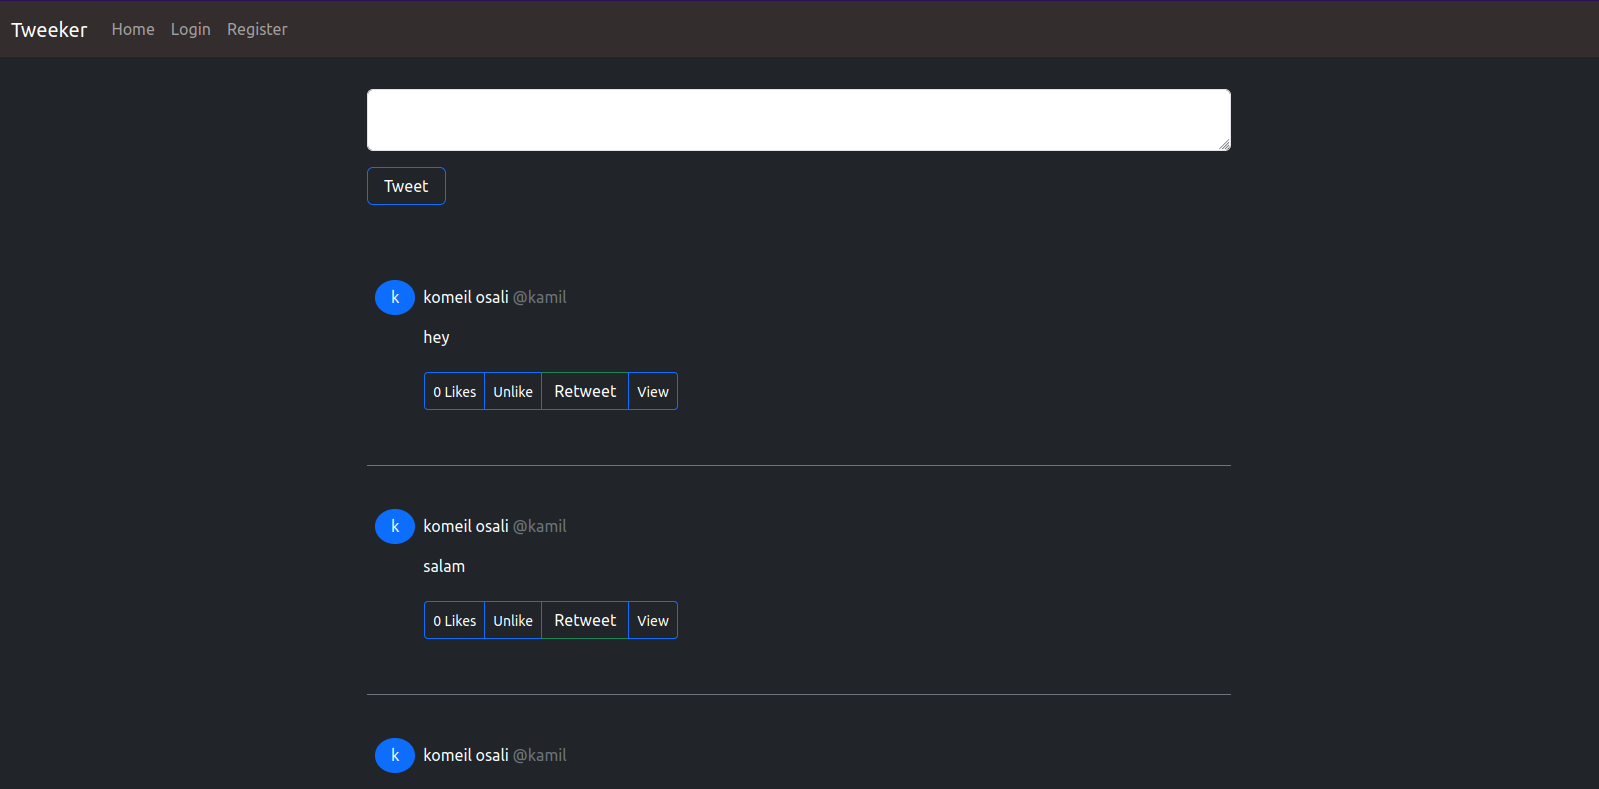 Tweeker Home Login Register
Tweet
k komeil osali @kamil
hey
0 Likes Unlike Retweet View
k komeil osali @kamil
salam
0 Likes Unlike Retweet View
k komeil osali @kamil